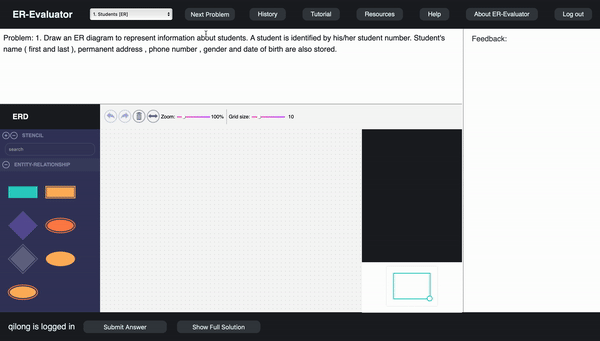 ER-Evaluator
1. Students [ER]
Next Problem
History
Tutorial
Resources
Help
About ER-Evaluator
Log out
Problem: 1. Draw an ER diagram to represent information about students. A student is identified by his/her student number. Student's
name ( first and last ), permanent address , phone number , gender and date of birth are also stored.
Feedback:
ERD
Zoom:
100%
Grid size:
10
STENCIL
search
ENTITY-RELATIONSHIP
qilong is logged in
Submit Answer
Show Full Solution